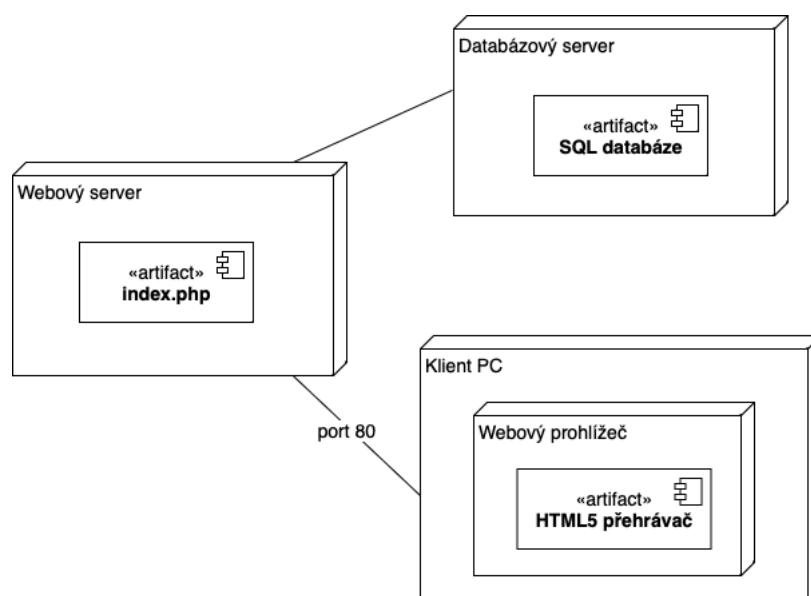 Databázový server
«artifact»
SQL databáze
Webový server
«artifact»
index.php
port 80
Klient PC
Webový prohlížeč
«artifact»
HTML5 přehrávač